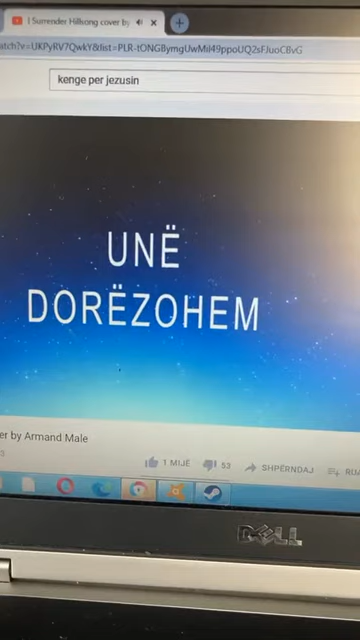 I Surrender Hillsong cover by
atch?v=UKPyRV7QwkY&list=PLR-tONGBymgUwMil49ppoUQ2sFJuoCBvG
kenge per jezusin
UNË
DORËZOHEM
er by Armand Male
3
1 MIJË
53
SHPËRNDAJ
DELL